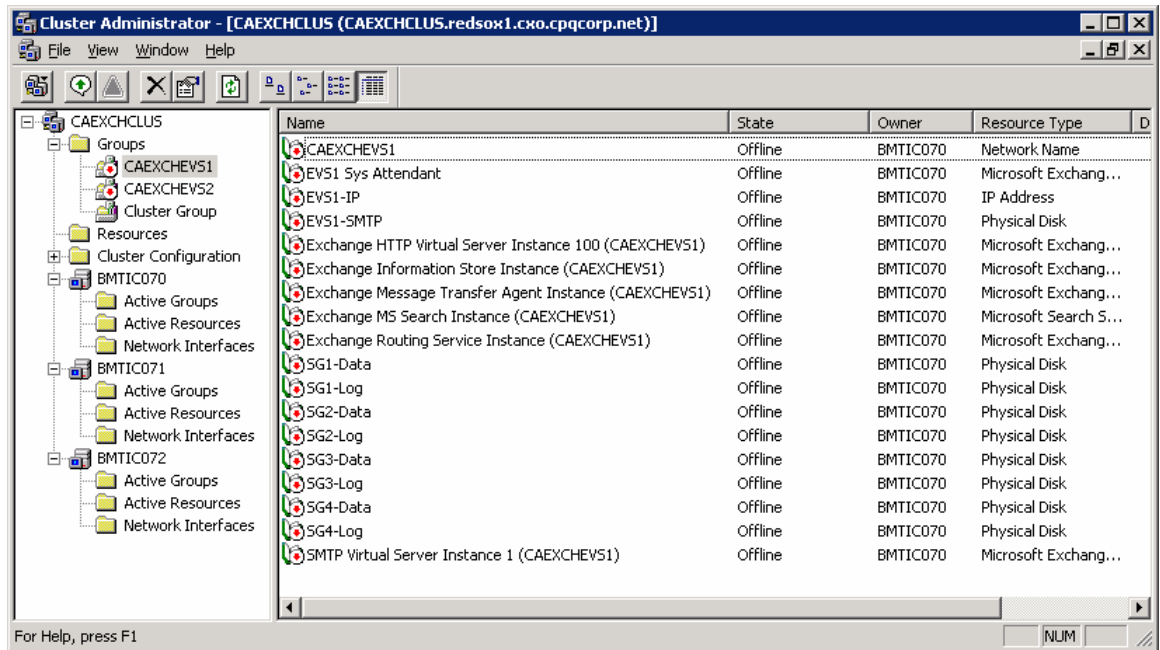 Cluster Administrator - [CAEXCHCLUS (CAEXCHCLUS.redsox1.cxo.cpqcorp.net)]
File View Window Help
CAEXCHCLUS
Groups
CAEXCHEVS1
CAEXCHEVS2
Cluster Group
Resources
Cluster Configuration
BMTIC070
Active Groups
Active Resources
Network Interfaces
BMTIC071
Active Groups
Active Resources
Network Interfaces
BMTIC072
Active Groups
Active Resources
Network Interfaces
Name State Owner Resource Type D
CAEXCHEVS1 Offline BMTIC070 Network Name
EVS1 Sys Attendant Offline BMTIC070 Microsoft Exchang...
EVS1-IP Offline BMTIC070 IP Address
EVS1-SMTP Offline BMTIC070 Physical Disk
Exchange HTTP Virtual Server Instance 100 (CAEXCHEVS1) Offline BMTIC070 Microsoft Exchang...
Exchange Information Store Instance (CAEXCHEVS1) Offline BMTIC070 Microsoft Exchang...
Exchange Message Transfer Agent Instance (CAEXCHEVS1) Offline BMTIC070 Microsoft Exchang...
Exchange MS Search Instance (CAEXCHEVS1) Offline BMTIC070 Microsoft Search S...
Exchange Routing Service Instance (CAEXCHEVS1) Offline BMTIC070 Microsoft Exchang...
SG1-Data Offline BMTIC070 Physical Disk
SG1-Log Offline BMTIC070 Physical Disk
SG2-Data Offline BMTIC070 Physical Disk
SG2-Log Offline BMTIC070 Physical Disk
SG3-Data Offline BMTIC070 Physical Disk
SG3-Log Offline BMTIC070 Physical Disk
SG4-Data Offline BMTIC070 Physical Disk
SG4-Log Offline BMTIC070 Physical Disk
SMTP Virtual Server Instance 1 (CAEXCHEVS1) Offline BMTIC070 Microsoft Exchang...
For Help, press F1 NUM